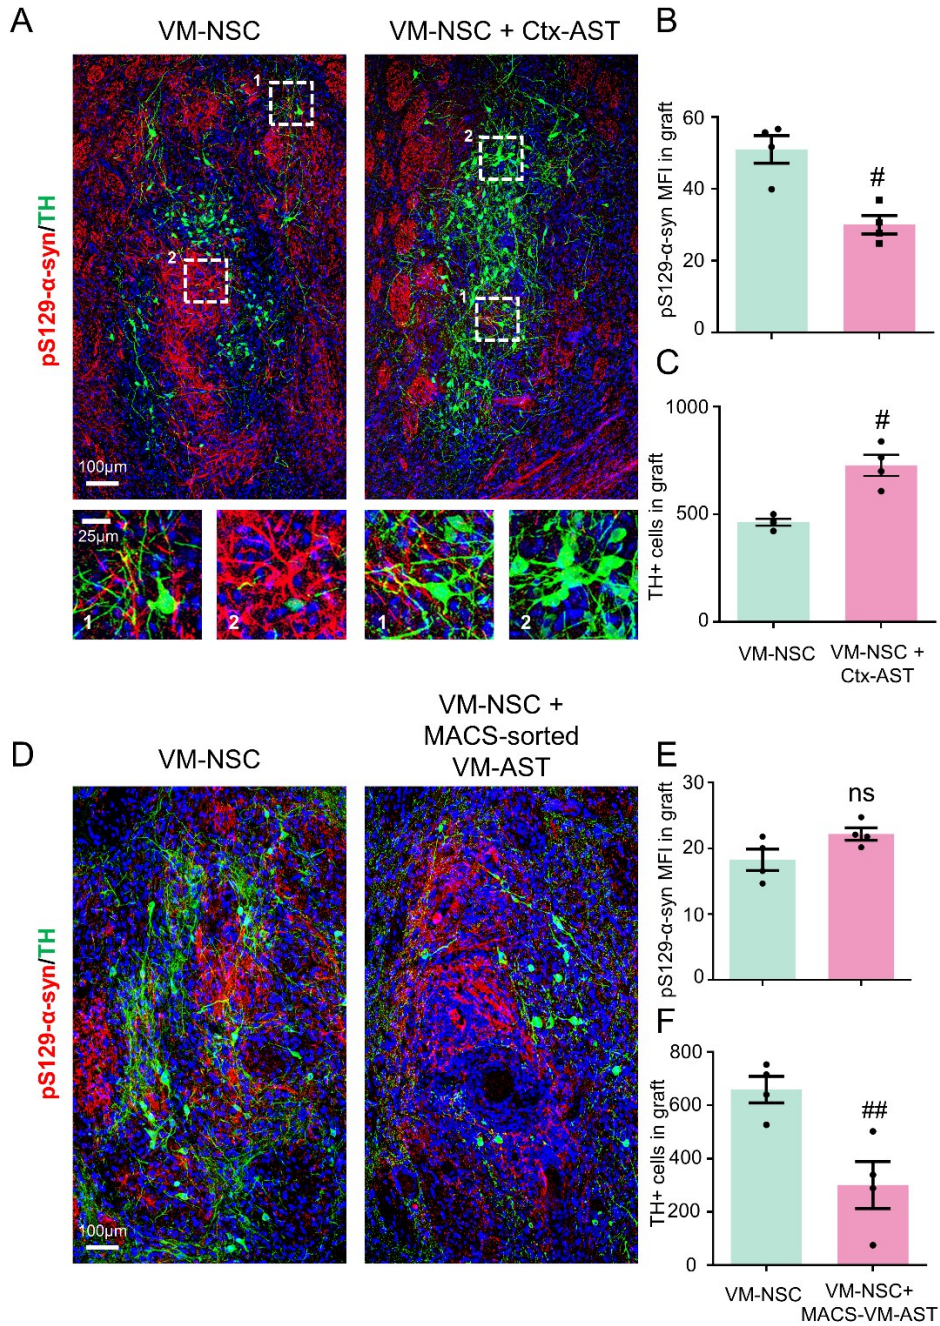 A
VM-NSC
VM-NSC + Ctx-AST
pS129-α-syn/TH
1
2
2
1
100μm
25μm
1
2
1
2
B
pS129-α-syn MFI in graft
60
40
20
0
#
C
TH+ cells in graft
1000
500
0
#
VM-NSC
VM-NSC +
Ctx-AST
D
VM-NSC
VM-NSC +
MACS-sorted
VM-AST
pS129-α-syn/TH
100μm
E
pS129-α-syn MFI in graft
30
20
10
0
ns
F
TH+ cells in graft
800
600
400
200
0
##
VM-NSC
VM-NSC+
MACS-VM-AST